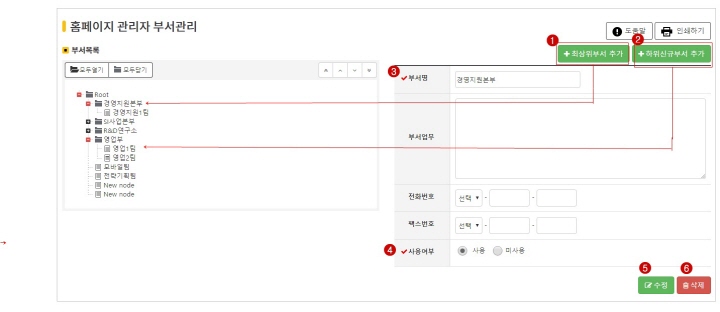 홈페이지 관리자 부서관리
도움말 인쇄하기
부서목록
1 2
+최상위부서 추가 +하위신규부서 추가
모두열기 모두닫기
3 ✔부서명 경영지원본부
Root
경영지원본부
경영지원1팀
SI사업본부
R&D연구소
영업부
영업1팀
영업2팀
모바일팀
전략기획팀
New node
New node
부서업무
전화번호 선택 - -
팩스번호 선택 - -
4 ✔사용여부 사용 미사용
5 6
수정 삭제